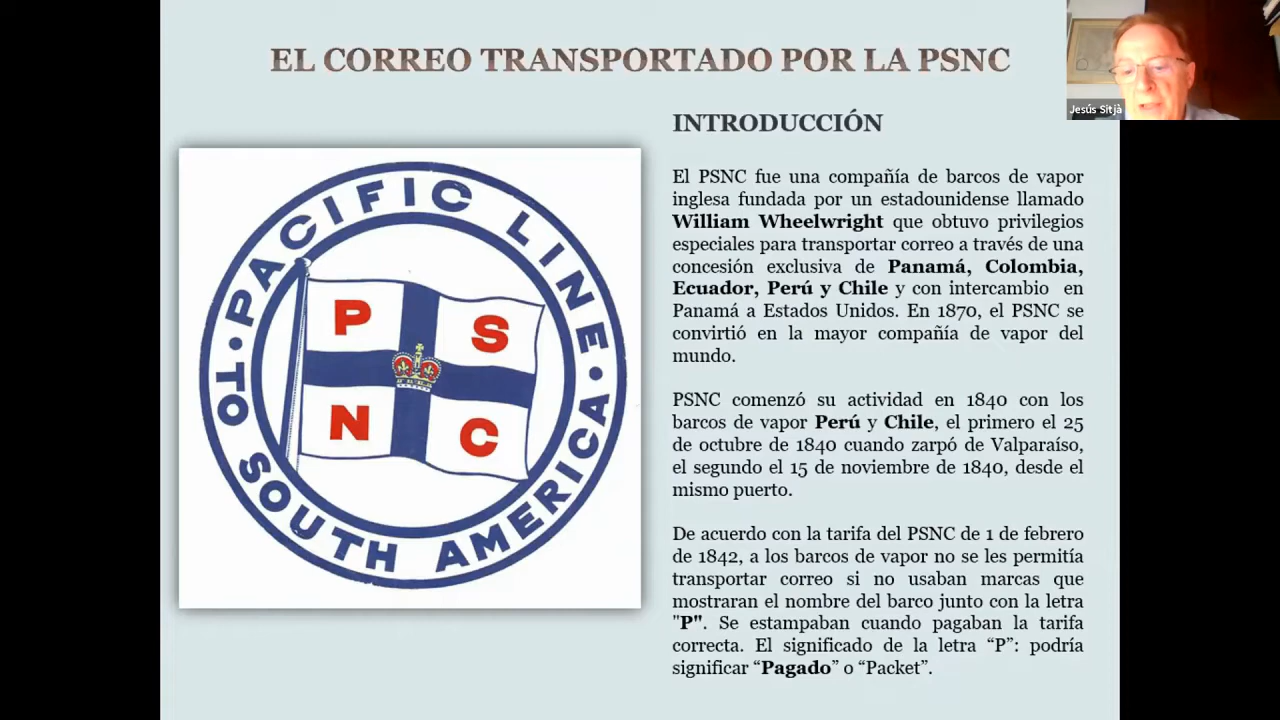 EL CORREO TRANSPORTADO POR LA PSNC
Jesús Sitjà
INTRODUCCIÓN
PACIFIC LINE
• TO SOUTH AMERICA •
P S
N C
El PSNC fue una compañía de barcos de vapor
inglesa fundada por un estadounidense llamado
William Wheelwright que obtuvo privilegios
especiales para transportar correo a través de una
concesión exclusiva de Panamá, Colombia,
Ecuador, Perú y Chile y con intercambio en
Panamá a Estados Unidos. En 1870, el PSNC se
convirtió en la mayor compañía de vapor del
mundo.
PSNC comenzó su actividad en 1840 con los
barcos de vapor Perú y Chile, el primero el 25
de octubre de 1840 cuando zarpó de Valparaíso,
el segundo el 15 de noviembre de 1840, desde el
mismo puerto.
De acuerdo con la tarifa del PSNC de 1 de febrero
de 1842, a los barcos de vapor no se les permitía
transportar correo si no usaban marcas que
mostraran el nombre del barco junto con la letra
"P". Se estampaban cuando pagaban la tarifa
correcta. El significado de la letra “P”: podría
significar “Pagado” o “Packet”.